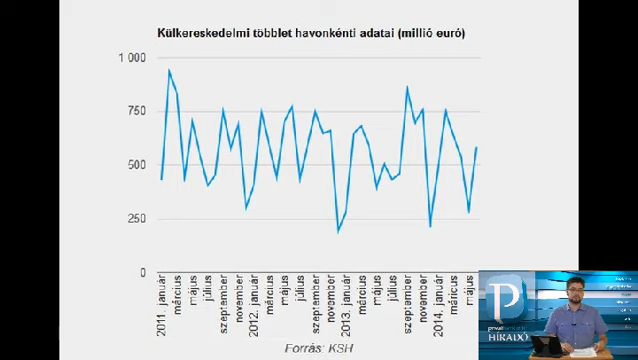 Külkereskedelmi többlet havonkénti adatai (millió euró)
1 000
750
500
250
0
2011. január
március
május
július
szeptember
november
2012. január
március
május
július
szeptember
november
2013. január
március
május
július
szeptember
november
2014. január
március
május
Forrás: KSH
P
HÍRADÓ